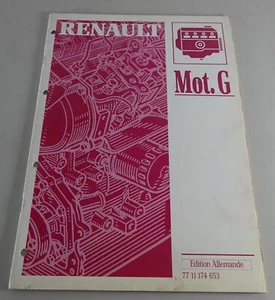 RENAULT
Mot. G
Edition Allemande
77 11 174 653